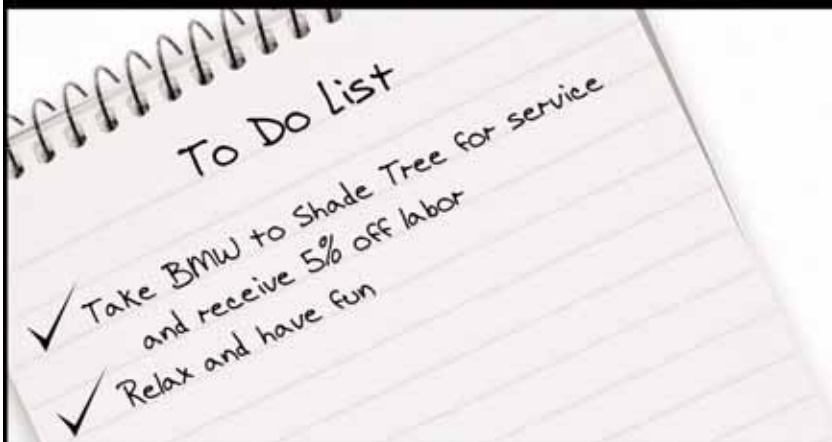 To Do List
Take BMW to Shade Tree for service
and receive 5% off labor
Relax and have fun